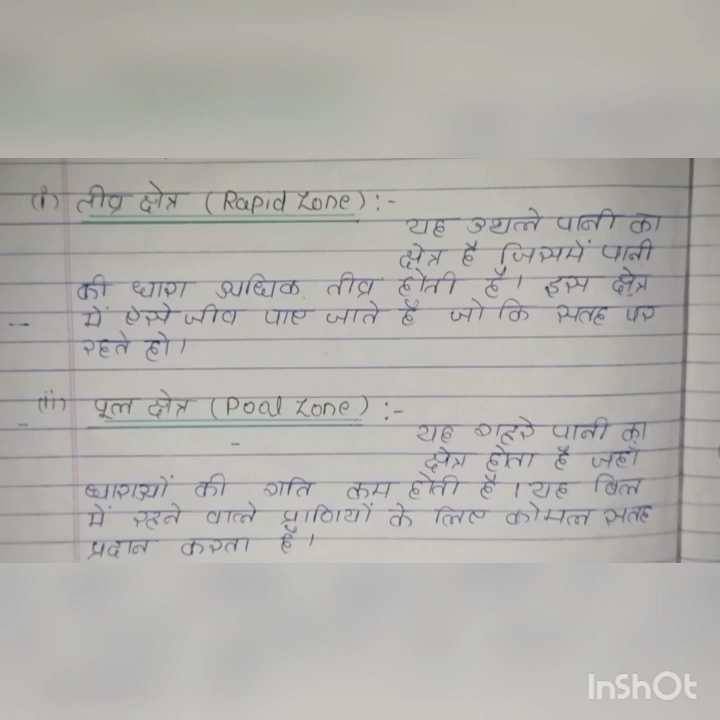 (i) तीव्र क्षेत्र (Rapid Zone) :-
यह उथले पानी का
क्षेत्र है जिसमें पानी
की धारा अधिक तीव्र होती है। इस क्षेत्र
में ऐसे जीव पाए जाते है जो कि सतह पर
रहते हो।
(ii) पूल क्षेत्र (Pool Zone) :-
यह गहरे पानी का
क्षेत्र होता है जहाँ
धाराओं की गति कम होती है। यह बिल
में रहने वाले प्राणियों के लिए कोमल सतह
प्रदान करता है।
InShOt